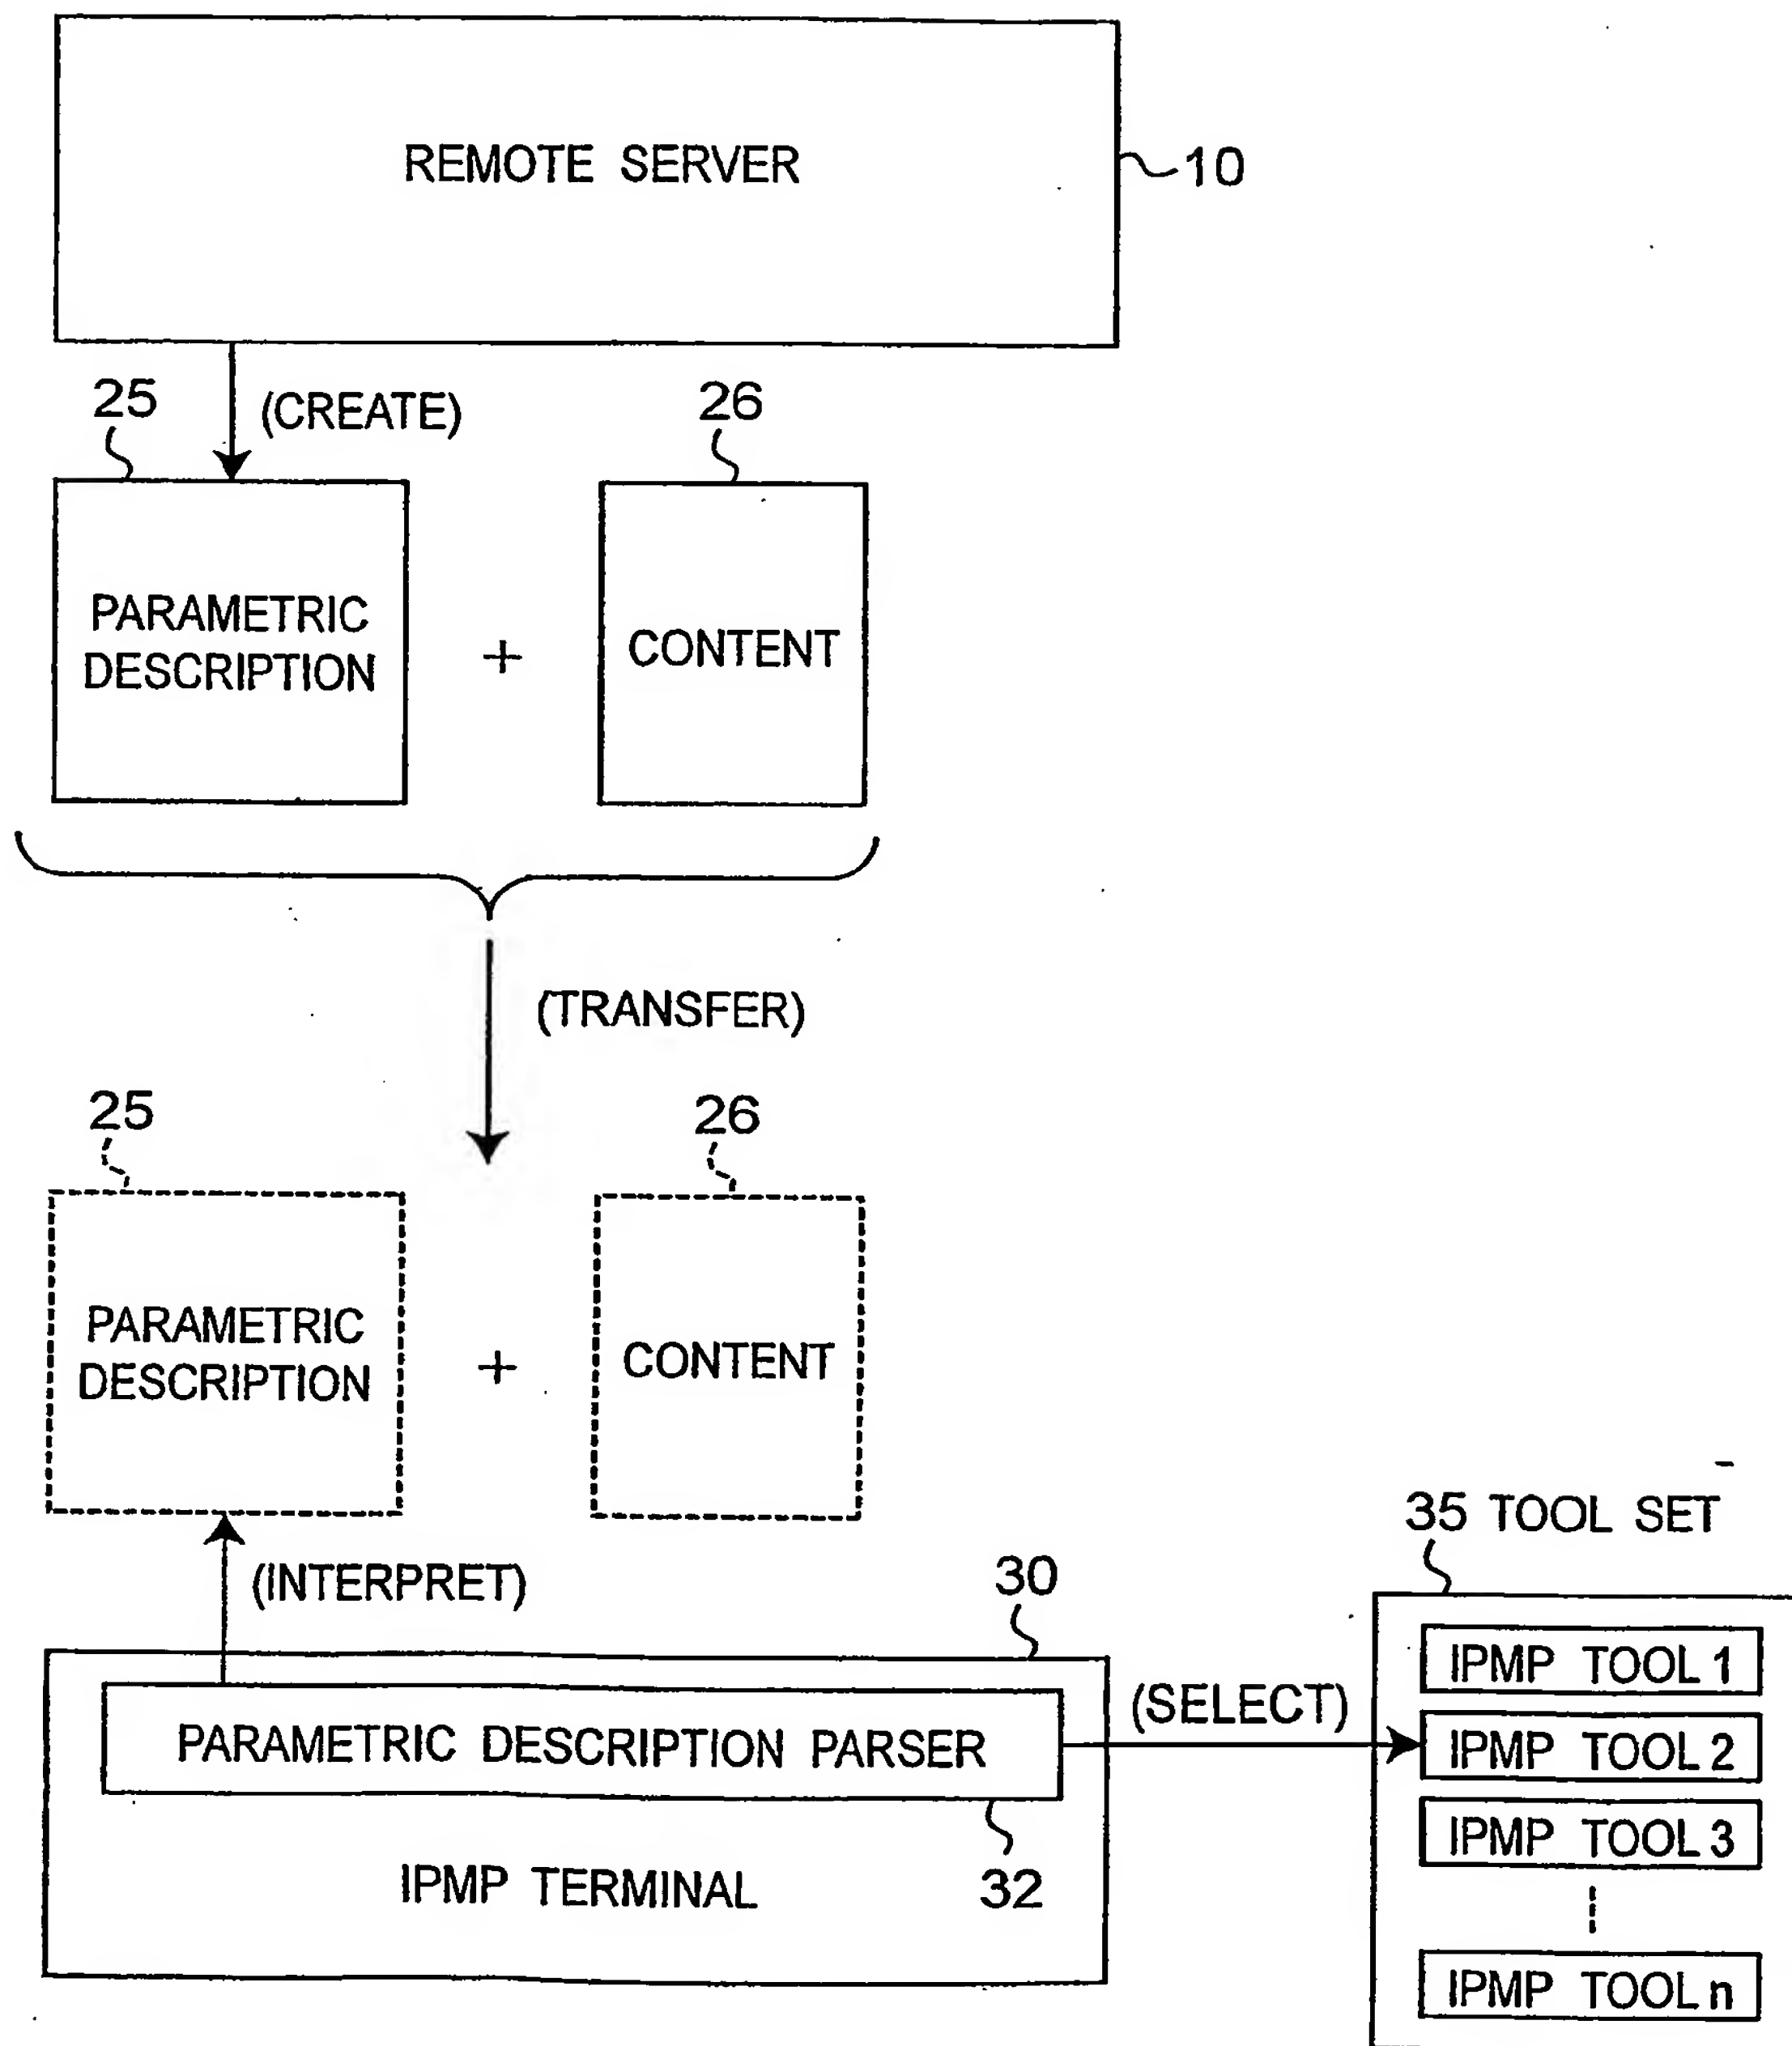 REMOTE SERVER
10
25
(CREATE)
26
PARAMETRIC
DESCRIPTION
+
CONTENT
(TRANSFER)
25
26
PARAMETRIC
DESCRIPTION
+
CONTENT
(INTERPRET)
30
35 TOOL SET
PARAMETRIC DESCRIPTION PARSER
(SELECT)
32
IPMP TERMINAL
IPMP TOOL 1
IPMP TOOL 2
IPMP TOOL 3
IPMP TOOL n